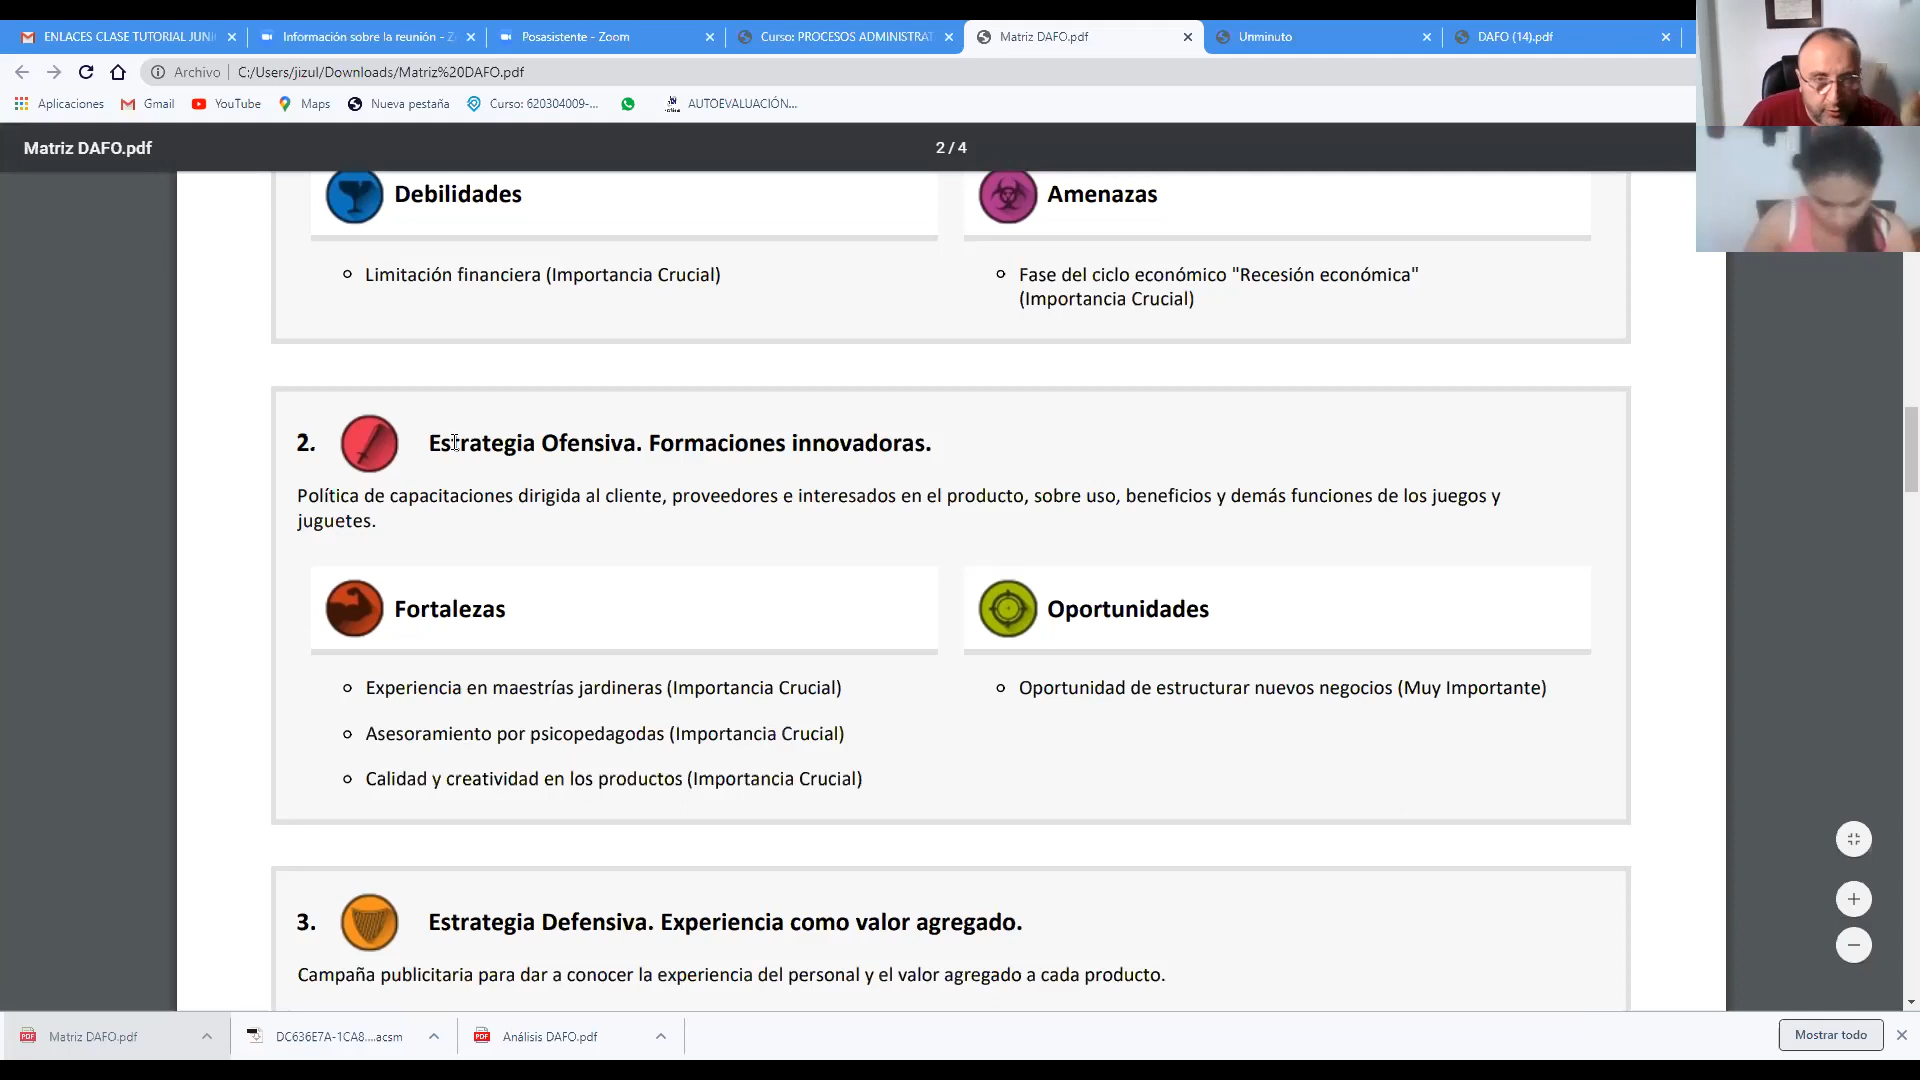 ENLACES CLASE TUTORIAL JUNI
Información sobre la reunión - Z
Posasistente - Zoom
Curso: PROCESOS ADMINISTRAT
Matriz DAFO.pdf
Unminuto
DAFO (14).pdf
Archivo
C:/Users/jizul/Downloads/Matriz%20DAFO.pdf
Aplicaciones
Gmail
YouTube
Maps
Nueva pestaña
Curso: 620304009-...
AUTOEVALUACIÓN...
Matriz DAFO.pdf
2 / 4
Debilidades
Amenazas
Limitación financiera (Importancia Crucial)
Fase del ciclo económico "Recesión económica"
(Importancia Crucial)
2.
Estrategia Ofensiva. Formaciones innovadoras.
Política de capacitaciones dirigida al cliente, proveedores e interesados en el producto, sobre uso, beneficios y demás funciones de los juegos y
juguetes.
Fortalezas
Oportunidades
Experiencia en maestrías jardineras (Importancia Crucial)
Oportunidad de estructurar nuevos negocios (Muy Importante)
Asesoramiento por psicopedagodas (Importancia Crucial)
Calidad y creatividad en los productos (Importancia Crucial)
3.
Estrategia Defensiva. Experiencia como valor agregado.
Campaña publicitaria para dar a conocer la experiencia del personal y el valor agregado a cada producto.
Matriz DAFO.pdf
DC636E7A-1CA8....acsm
Análisis DAFO.pdf
Mostrar todo